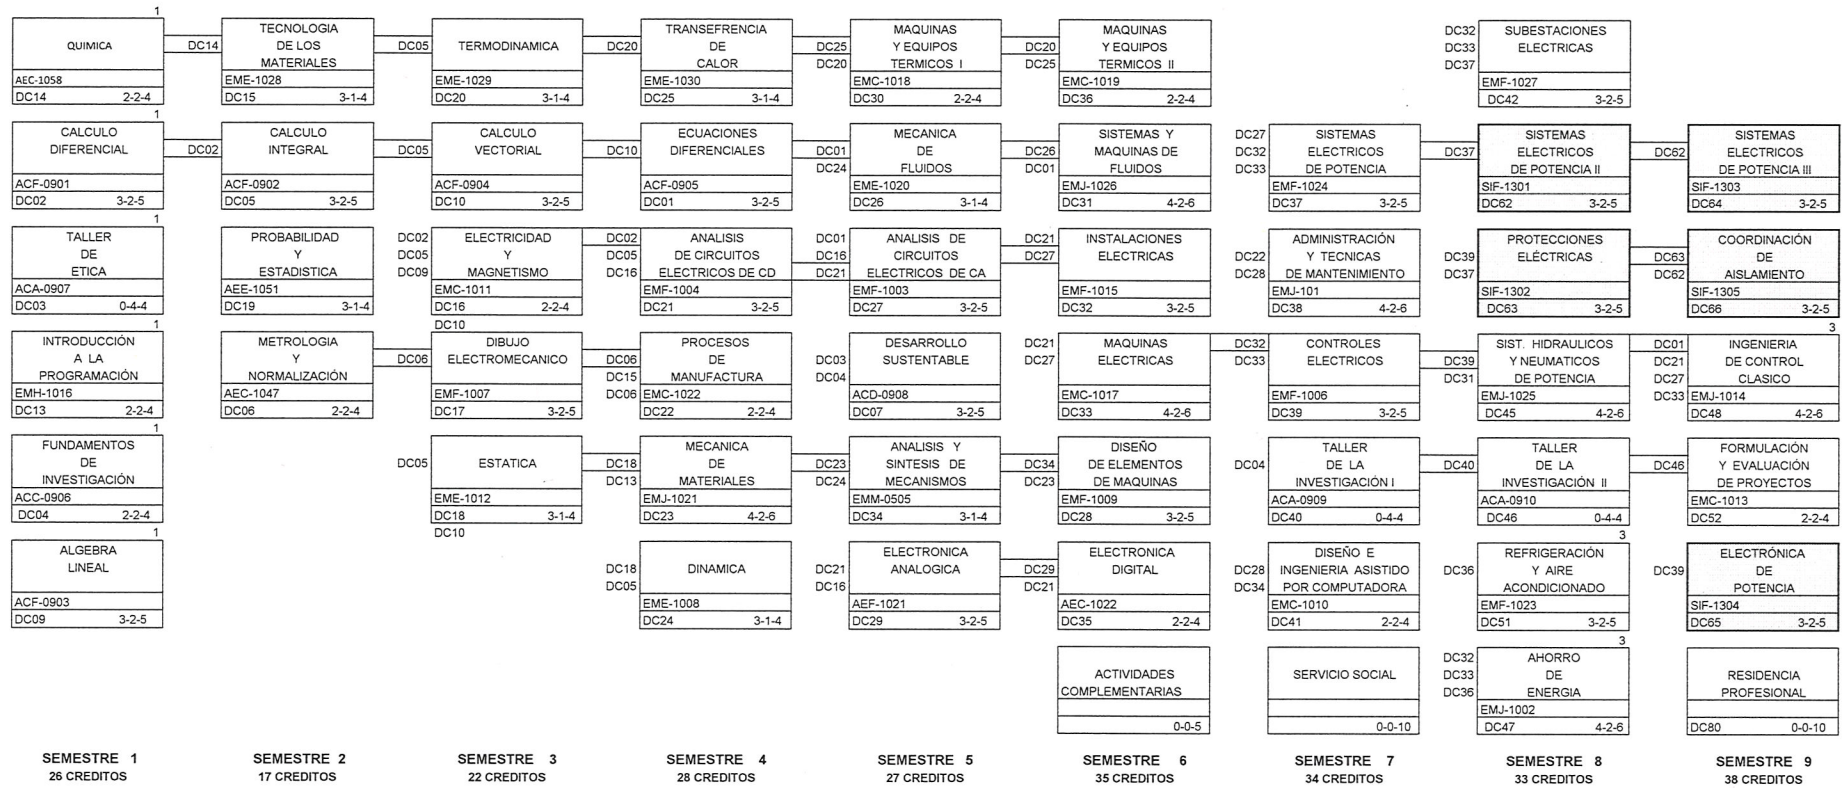 1
QUIMICA
AEC-1058
DC14 2-2-4
DC14
TECNOLOGIA
DE LOS
MATERIALES
EME-1028
DC15 3-1-4
DC05
TERMODINAMICA
EME-1029
DC20 3-1-4
DC20
TRANSEFRENCIA
DE
CALOR
EME-1030
DC25 3-1-4
DC25
DC20
MAQUINAS
Y EQUIPOS
TERMICOS I
EMC-1018
DC30 2-2-4
DC20
DC25
MAQUINAS
Y EQUIPOS
TERMICOS II
EMC-1019
DC36 2-2-4
DC32
DC33
DC37
SUBESTACIONES
ELECTRICAS
EMF-1027
DC42 3-2-5
1
CALCULO
DIFERENCIAL
ACF-0901
DC02 3-2-5
DC02
CALCULO
INTEGRAL
ACF-0902
DC05 3-2-5
DC05
CALCULO
VECTORIAL
ACF-0904
DC10 3-2-5
DC10
ECUACIONES
DIFERENCIALES
ACF-0905
DC01 3-2-5
DC01
DC24
MECANICA
DE
FLUIDOS
EME-1020
DC26 3-1-4
DC26
DC01
SISTEMAS Y
MAQUINAS DE
FLUIDOS
EMJ-1026
DC31 4-2-6
DC27
DC32
DC33
SISTEMAS
ELECTRICOS
DE POTENCIA
EMF-1024
DC37 3-2-5
DC37
SISTEMAS
ELECTRICOS
DE POTENCIA II
SIF-1301
DC62 3-2-5
DC62
SISTEMAS
ELECTRICOS
DE POTENCIA III
SIF-1303
DC64 3-2-5
1
TALLER
DE
ETICA
ACA-0907
DC03 0-4-4
PROBABILIDAD
Y
ESTADISTICA
AEE-1051
DC19 3-1-4
DC02
DC05
DC09
ELECTRICIDAD
Y
MAGNETISMO
EMC-1011
DC16 2-2-4
DC02
DC05
DC16
ANALISIS
DE CIRCUITOS
ELECTRICOS DE CD
EMF-1004
DC21 3-2-5
DC01
DC16
DC21
ANALISIS DE
CIRCUITOS
ELECTRICOS DE CA
EMF-1003
DC27 3-2-5
DC21
DC27
INSTALACIONES
ELECTRICAS
EMF-1015
DC32 3-2-5
DC22
DC28
ADMINISTRACIÓN
Y TECNICAS
DE MANTENIMIENTO
EMJ-101
DC38 4-2-6
DC39
DC37
PROTECCIONES
ELÉCTRICAS
SIF-1302
DC63 3-2-5
DC63
DC62
COORDINACIÓN
DE
AISLAMIENTO
SIF-1305
DC66 3-2-5
1
INTRODUCCIÓN
A LA
PROGRAMACIÓN
EMH-1016
DC13 2-2-4
METROLOGIA
Y
NORMALIZACIÓN
AEC-1047
DC06 2-2-4
DC10
DC06
DIBUJO
ELECTROMECANICO
EMF-1007
DC17 3-2-5
DC06
DC15
DC06
PROCESOS
DE
MANUFACTURA
EMC-1022
DC22 2-2-4
DC03
DC04
DESARROLLO
SUSTENTABLE
ACD-0908
DC07 3-2-5
DC21
DC27
MAQUINAS
ELECTRICAS
EMC-1017
DC33 4-2-6
DC32
DC33
CONTROLES
ELECTRICOS
EMF-1006
DC39 3-2-5
DC39
DC31
SIST. HIDRAULICOS
Y NEUMATICOS
DE POTENCIA
EMJ-1025
DC45 4-2-6
3
DC01
DC21
DC27
DC33
INGENIERIA
DE CONTROL
CLASICO
EMJ-1014
DC48 4-2-6
1
FUNDAMENTOS
DE
INVESTIGACIÓN
ACC-0906
DC04 2-2-4
DC05
ESTATICA
EME-1012
DC18 3-1-4
DC10
DC18
DC13
MECANICA
DE
MATERIALES
EMJ-1021
DC23 4-2-6
DC23
DC24
ANALISIS Y
SINTESIS DE
MECANISMOS
EMM-0505
DC34 3-1-4
DC34
DC23
DISEÑO
DE ELEMENTOS
DE MAQUINAS
EMF-1009
DC28 3-2-5
DC04
TALLER
DE LA
INVESTIGACIÓN I
ACA-0909
DC40 0-4-4
DC40
TALLER
DE LA
INVESTIGACIÓN II
ACA-0910
DC46 0-4-4
DC46
FORMULACIÓN
Y EVALUACIÓN
DE PROYECTOS
EMC-1013
DC52 2-2-4
1
ALGEBRA
LINEAL
ACF-0903
DC09 3-2-5
DC18
DC05
DINAMICA
EME-1008
DC24 3-1-4
DC21
DC16
ELECTRONICA
ANALOGICA
AEF-1021
DC29 3-2-5
DC29
DC21
ELECTRONICA
DIGITAL
AEC-1022
DC35 2-2-4
DC28
DC34
DISEÑO E
INGENIERIA ASISTIDO
POR COMPUTADORA
EMC-1010
DC41 2-2-4
3
DC36
REFRIGERACIÓN
Y AIRE
ACONDICIONADO
EMF-1023
DC51 3-2-5
DC39
ELECTRÓNICA
DE
POTENCIA
SIF-1304
DC65 3-2-5
ACTIVIDADES
COMPLEMENTARIAS
0-0-5
SERVICIO SOCIAL
0-0-10
3
DC32
DC33
DC36
AHORRO
DE
ENERGIA
EMJ-1002
DC47 4-2-6
RESIDENCIA
PROFESIONAL
DC80 0-0-10
SEMESTRE 1
26 CREDITOS
SEMESTRE 2
17 CREDITOS
SEMESTRE 3
22 CREDITOS
SEMESTRE 4
28 CREDITOS
SEMESTRE 5
27 CREDITOS
SEMESTRE 6
35 CREDITOS
SEMESTRE 7
34 CREDITOS
SEMESTRE 8
33 CREDITOS
SEMESTRE 9
38 CREDITOS